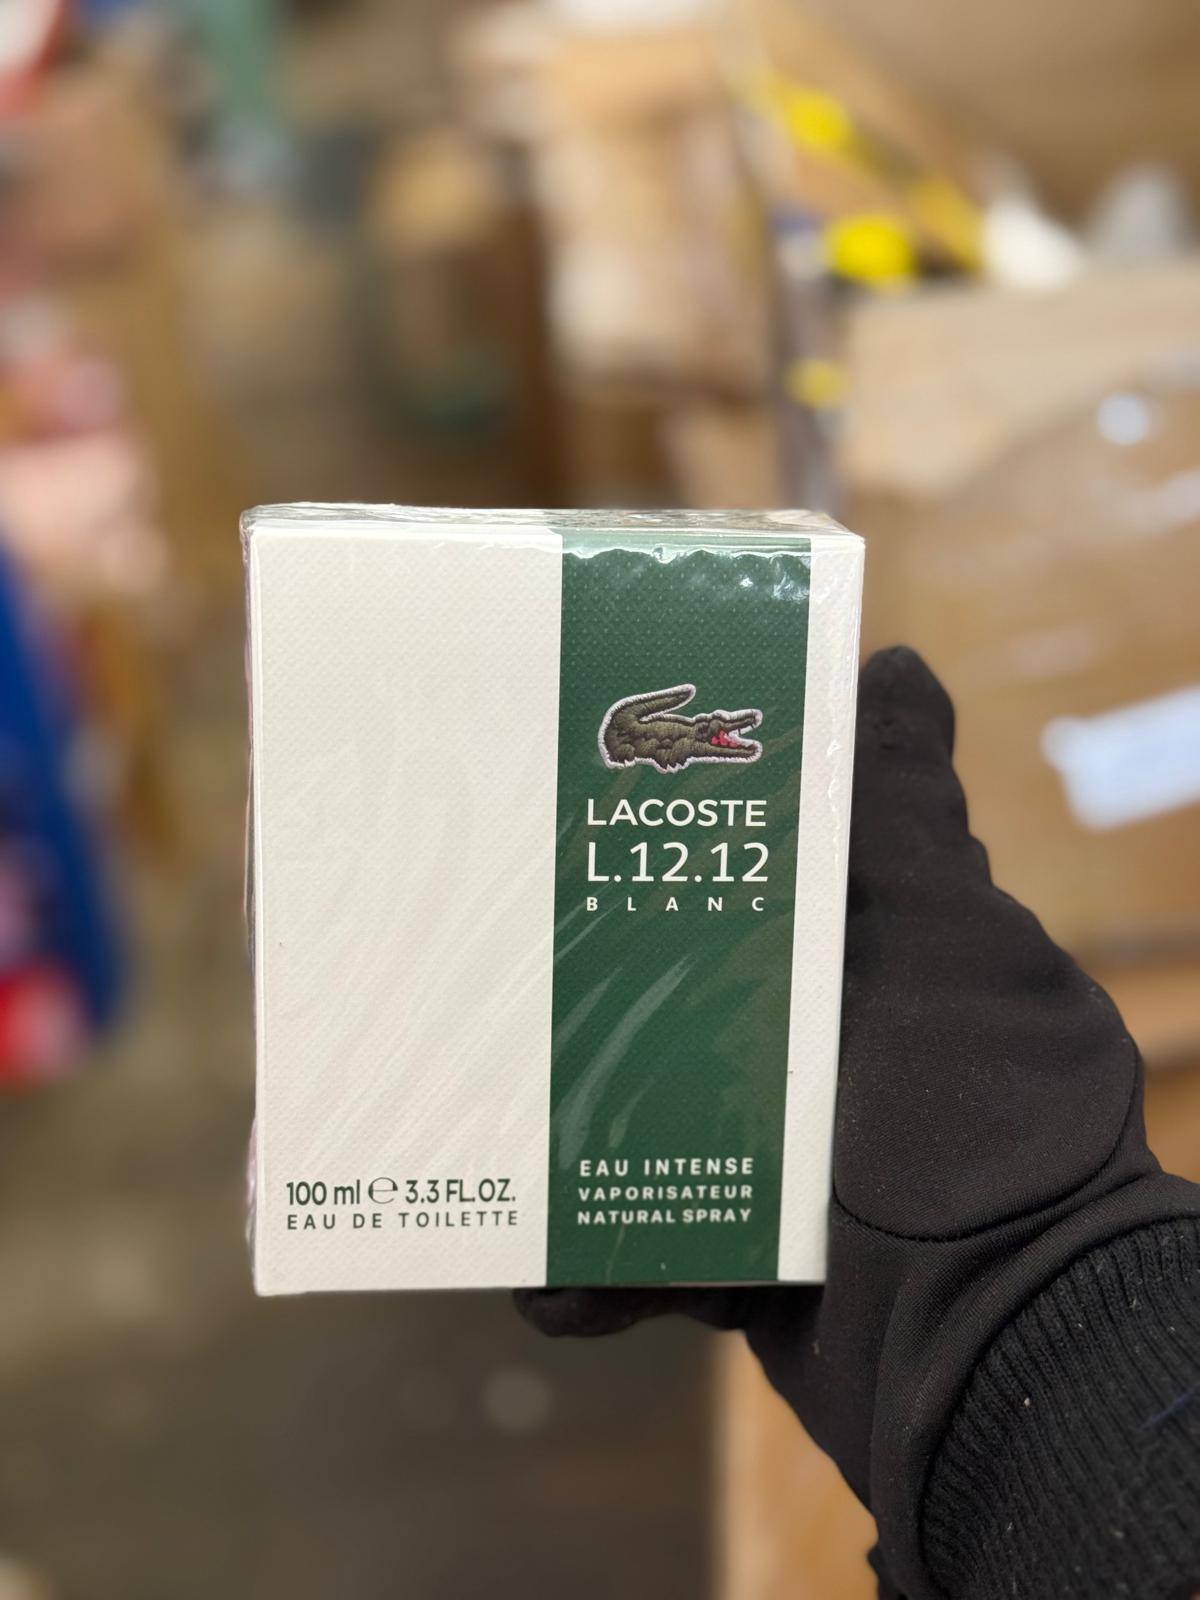 LACOSTE
L.12.12
BLANC
EAU INTENSE
VAPORISATEUR
NATURAL SPRAY
100 ml ℮ 3.3 FL.OZ.
EAU DE TOILETTE